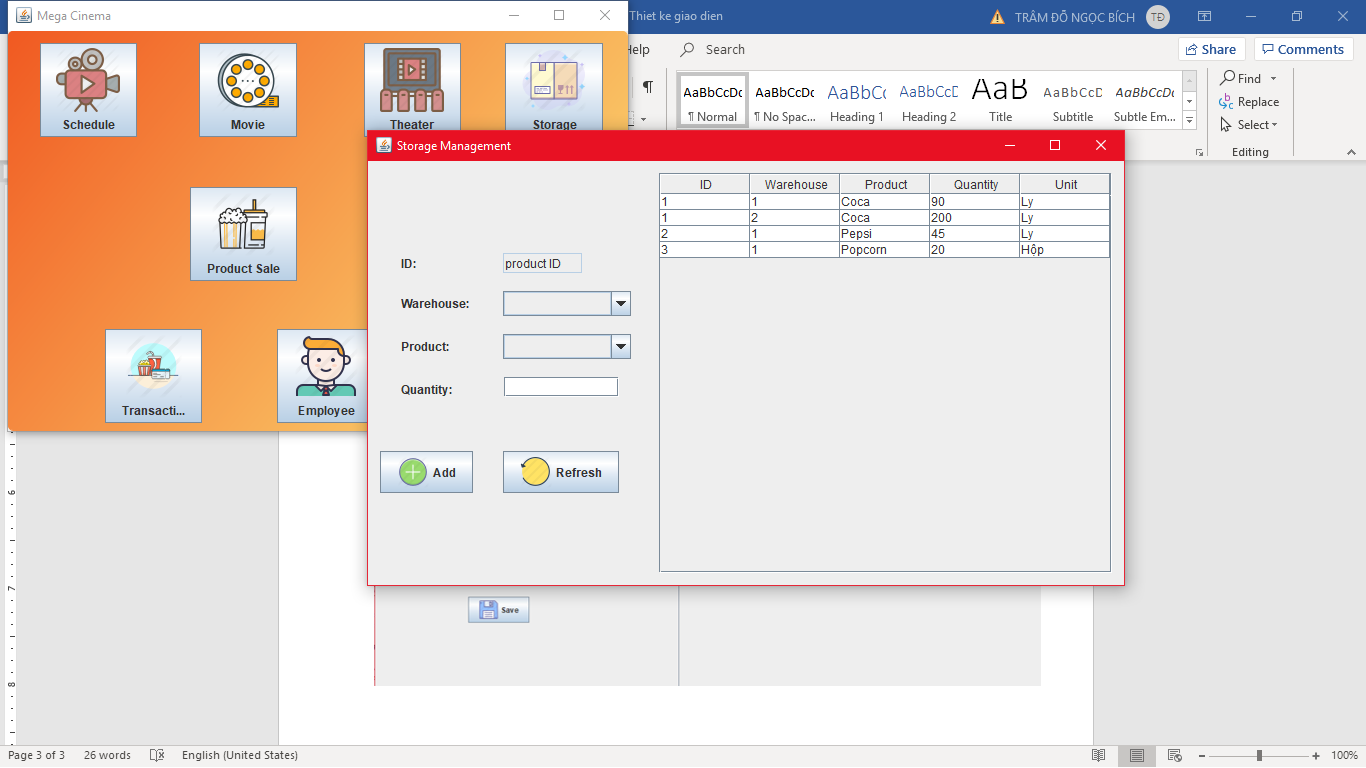 Mega Cinema
Thiet ke giao dien
TRÂM ĐỖ NGỌC BÍCH TĐ
Help Search
Share Comments
Schedule Movie Theater Storage
AaBbCcDc AaBbCcDc AaBbCc AaBbCcD AaB AaBbCcD AaBbCcDc
¶ Normal ¶ No Spac... Heading 1 Heading 2 Title Subtitle Subtle Em...
Find
Replace
Select
Editing
Storage Management
ID Warehouse Product Quantity Unit
1 1 Coca 90 Ly
1 2 Coca 200 Ly
2 1 Pepsi 45 Ly
3 1 Popcorn 20 Hộp
ID: product ID
Warehouse:
Product:
Quantity:
Add Refresh
Product Sale
Transacti... Employee
6
7
8
Save
Page 3 of 3 26 words English (United States) 100%